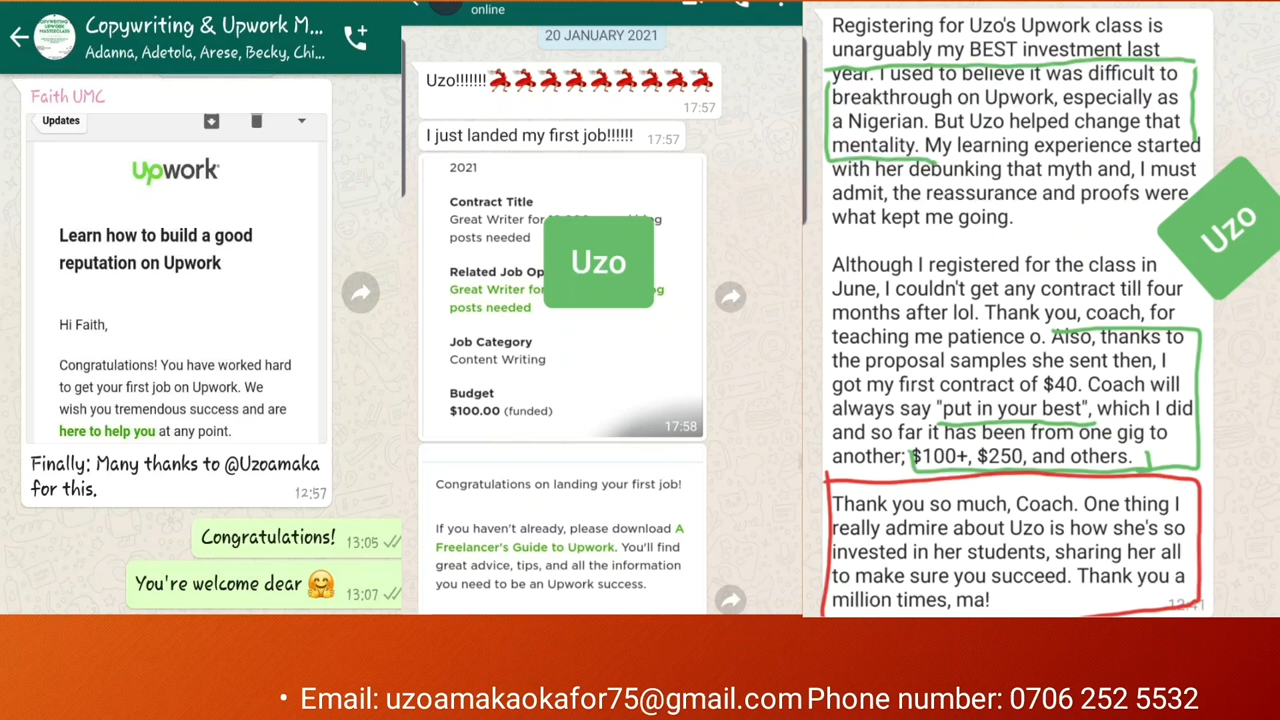 Copywriting & Upwork M...
Adanna, Adetola, Arese, Becky, Chi...
Faith UMC
Updates
Upwork
Learn how to build a good
reputation on Upwork
Hi Faith,
Congratulations! You have worked hard
to get your first job on Upwork. We
wish you tremendous success and are
here to help you at any point.
Finally: Many thanks to @Uzoamaka
for this.
12:57
Congratulations! 13:05
You're welcome dear 🤗 13:07
online
20 JANUARY 2021
Uzo!!!!!!!💃💃💃💃💃💃💃💃💃
17:57
I just landed my first job!!!!!! 17:57
2021
Contract Title
Great Writer for
posts needed
Related Job Op
Great Writer for
posts needed
Uzo
Job Category
Content Writing
Budget
$100.00 (funded)
17:58
Congratulations on landing your first job!
If you haven't already, please download A
Freelancer's Guide to Upwork. You'll find
great advice, tips, and all the information
you need to be an Upwork success.
Registering for Uzo's Upwork class is
unarguably my BEST investment last
year. I used to believe it was difficult to
breakthrough on Upwork, especially as
a Nigerian. But Uzo helped change that
mentality. My learning experience started
with her debunking that myth and, I must
admit, the reassurance and proofs were
what kept me going.
Uzo
Although I registered for the class in
June, I couldn't get any contract till four
months after lol. Thank you, coach, for
teaching me patience o. Also, thanks to
the proposal samples she sent then, I
got my first contract of $40. Coach will
always say "put in your best", which I did
and so far it has been from one gig to
another; $100+, $250, and others.
Thank you so much, Coach. One thing I
really admire about Uzo is how she's so
invested in her students, sharing her all
to make sure you succeed. Thank you a
million times, ma!
12:41
• Email: uzoamakaokafor75@gmail.com Phone number: 0706 252 5532